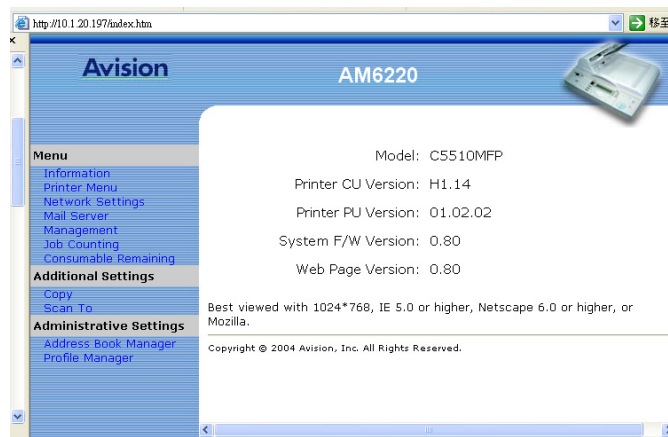 http://10.1.20.197/index.htm
移至
Avision
AM6220
Menu
Information
Printer Menu
Network Settings
Mail Server
Management
Job Counting
Consumable Remaining
Additional Settings
Copy
Scan To
Administrative Settings
Address Book Manager
Profile Manager
Model: C5510MFP
Printer CU Version: H1.14
Printer PU Version: 01.02.02
System F/W Version: 0.80
Web Page Version: 0.80
Best viewed with 1024*768, IE 5.0 or higher, Netscape 6.0 or higher, or
Mozilla.
Copyright © 2004 Avision, Inc. All Rights Reserved.